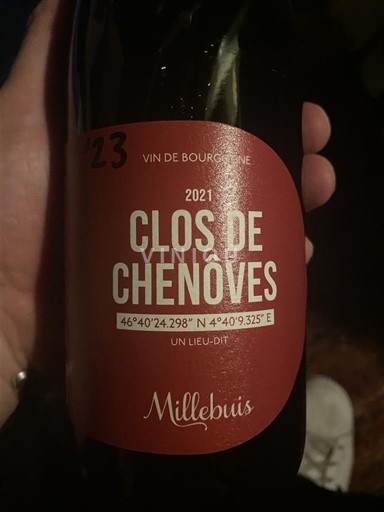 '23
VIN DE BOURGOGNE
2021
CLOS DE
VINIQU
CHENÔVES
46°40'24.298" N 4°40'9.325" E
UN LIEU-DIT
Millebuis